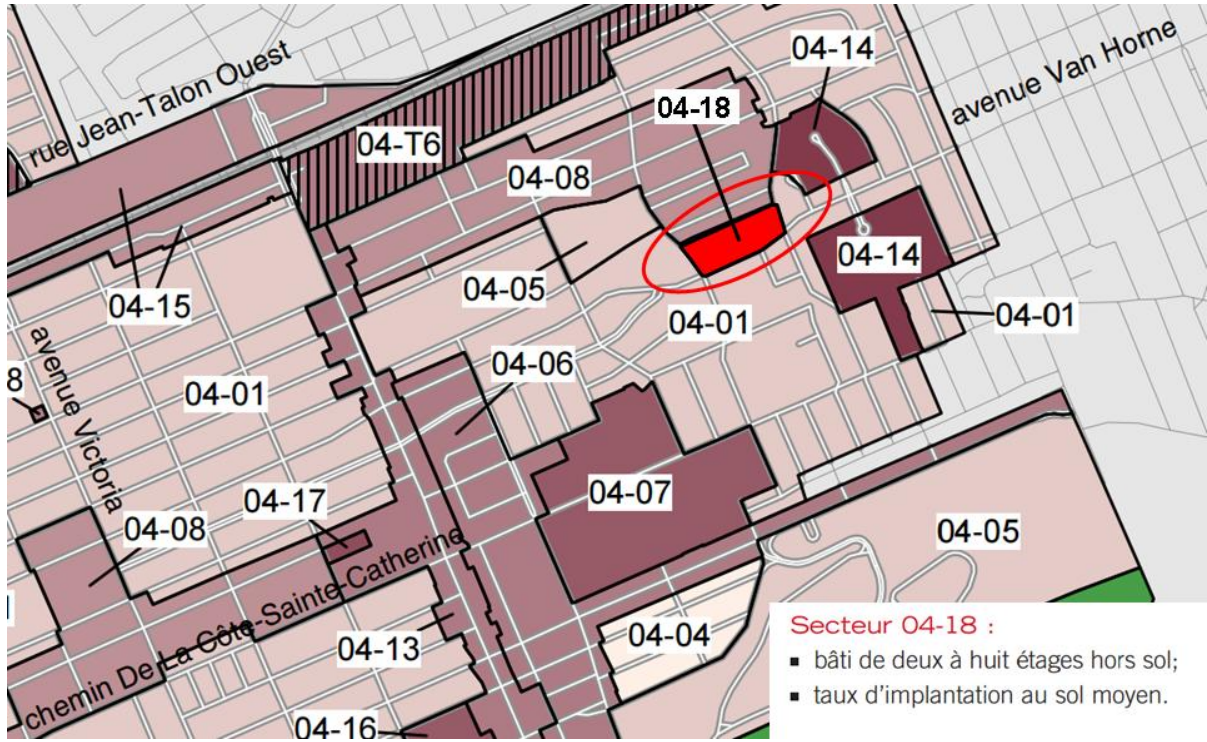 04-14
rue Jean-Talon Ouest
avenue Van Horne
04-18
04-T6
04-08
04-14
04-05
04-15
04-01
04-01
04-06
8
avenue Victoria
04-01
04-07
04-17
04-08
04-05
chemin De La Côte-Sainte-Catherine
04-04
04-13
04-16
Secteur 04-18 :
▪ bâti de deux à huit étages hors sol;
▪ taux d'implantation au sol moyen.